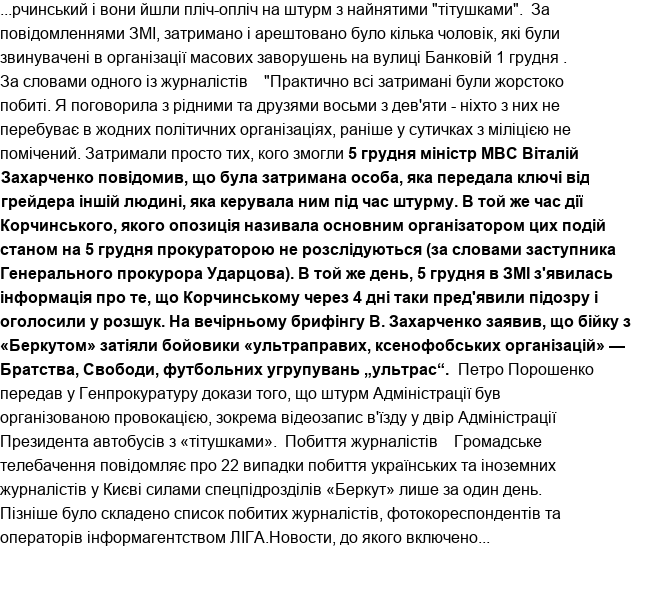 ...рчинський і вони йшли пліч-опліч на штурм з найнятими "тітушками".  За
повідомленнями ЗМІ, затримано і арештовано було кілька чоловік, які були
звинувачені в організації масових заворушень на вулиці Банковій 1 грудня .
За словами одного із журналістів    "Практично всі затримані були жорстоко
побиті. Я поговорила з рідними та друзями восьми з дев'яти - ніхто з них не
перебуває в жодних політичних організаціях, раніше у сутичках з міліцією не
помічений. Затримали просто тих, кого змогли 5 грудня міністр МВС Віталій
Захарченко повідомив, що була затримана особа, яка передала ключі від
грейдера іншій людині, яка керувала ним під час штурму. В той же час дії
Корчинського, якого опозиція називала основним організатором цих подій
станом на 5 грудня прокураторою не розслідуються (за словами заступника
Генерального прокурора Ударцова). В той же день, 5 грудня в ЗМІ з'явилась
інформація про те, що Корчинському через 4 дні таки пред'явили підозру і
оголосили у розшук. На вечірньому брифінгу В. Захарченко заявив, що бійку з
«Беркутом» затіяли бойовики «ультраправих, ксенофобських організацій» —
Братства, Свободи, футбольних угрупувань „ультрас“.  Петро Порошенко
передав у Генпрокуратуру докази того, що штурм Адміністрації був
організованою провокацією, зокрема відеозапис в'їзду у двір Адміністрації
Президента автобусів з «тітушками».  Побиття журналістів    Громадське
телебачення повідомляє про 22 випадки побиття українських та іноземних
журналістів у Києві силами спецпідрозділів «Беркут» лише за один день.
Пізніше було складено список побитих журналістів, фотокореспондентів та
операторів інформагентством ЛІГА.Новости, до якого включено...